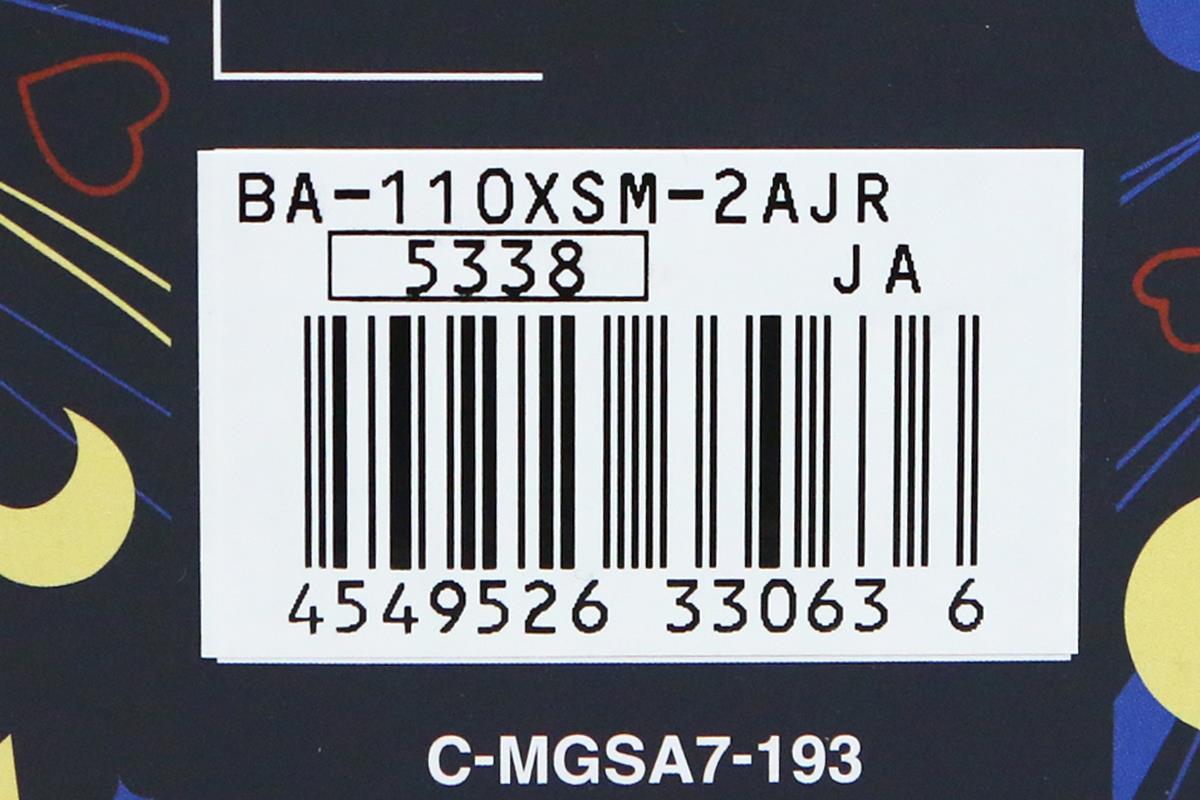 BA-110XSM-2AJR
5338 JA
4549526 33063 6
C-MGSA7-193